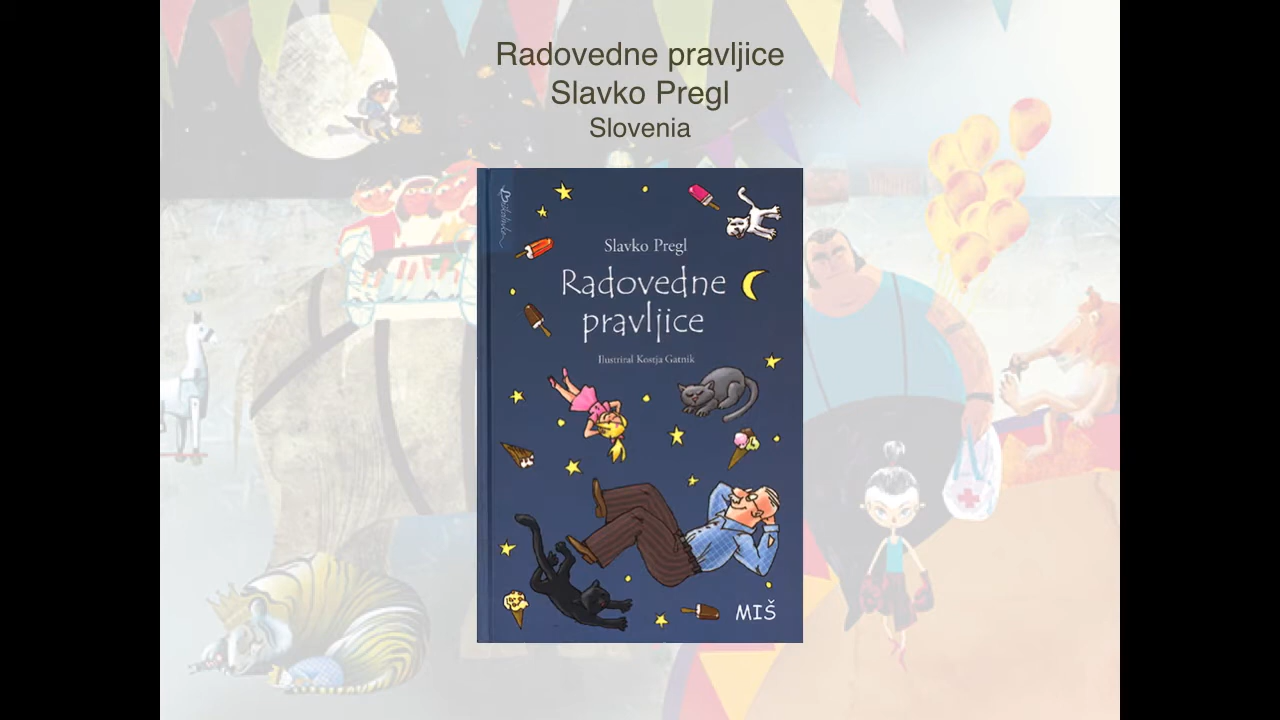 Radovedne pravljice
Slavko Pregl
Slovenia
Slavko Pregl
Radovedne
pravljice
Ilustriral Kostja Gatnik
MIŠ